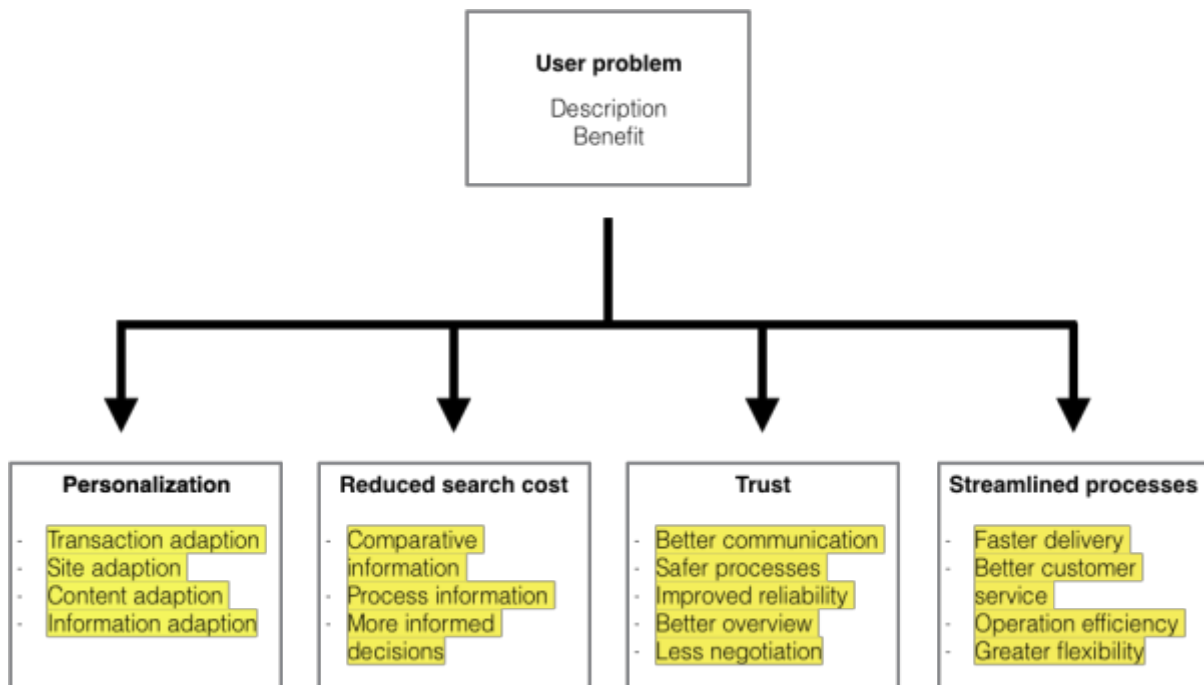 User problem
Description
Benefit
Personalization
- Transaction adaption
- Site adaption
- Content adaption
- Information adaption
Reduced search cost
- Comparative
information
- Process information
- More informed
decisions
Trust
- Better communication
- Safer processes
- Improved reliability
- Better overview
- Less negotiation
Streamlined processes
- Faster delivery
- Better customer
service
- Operation efficiency
- Greater flexibility